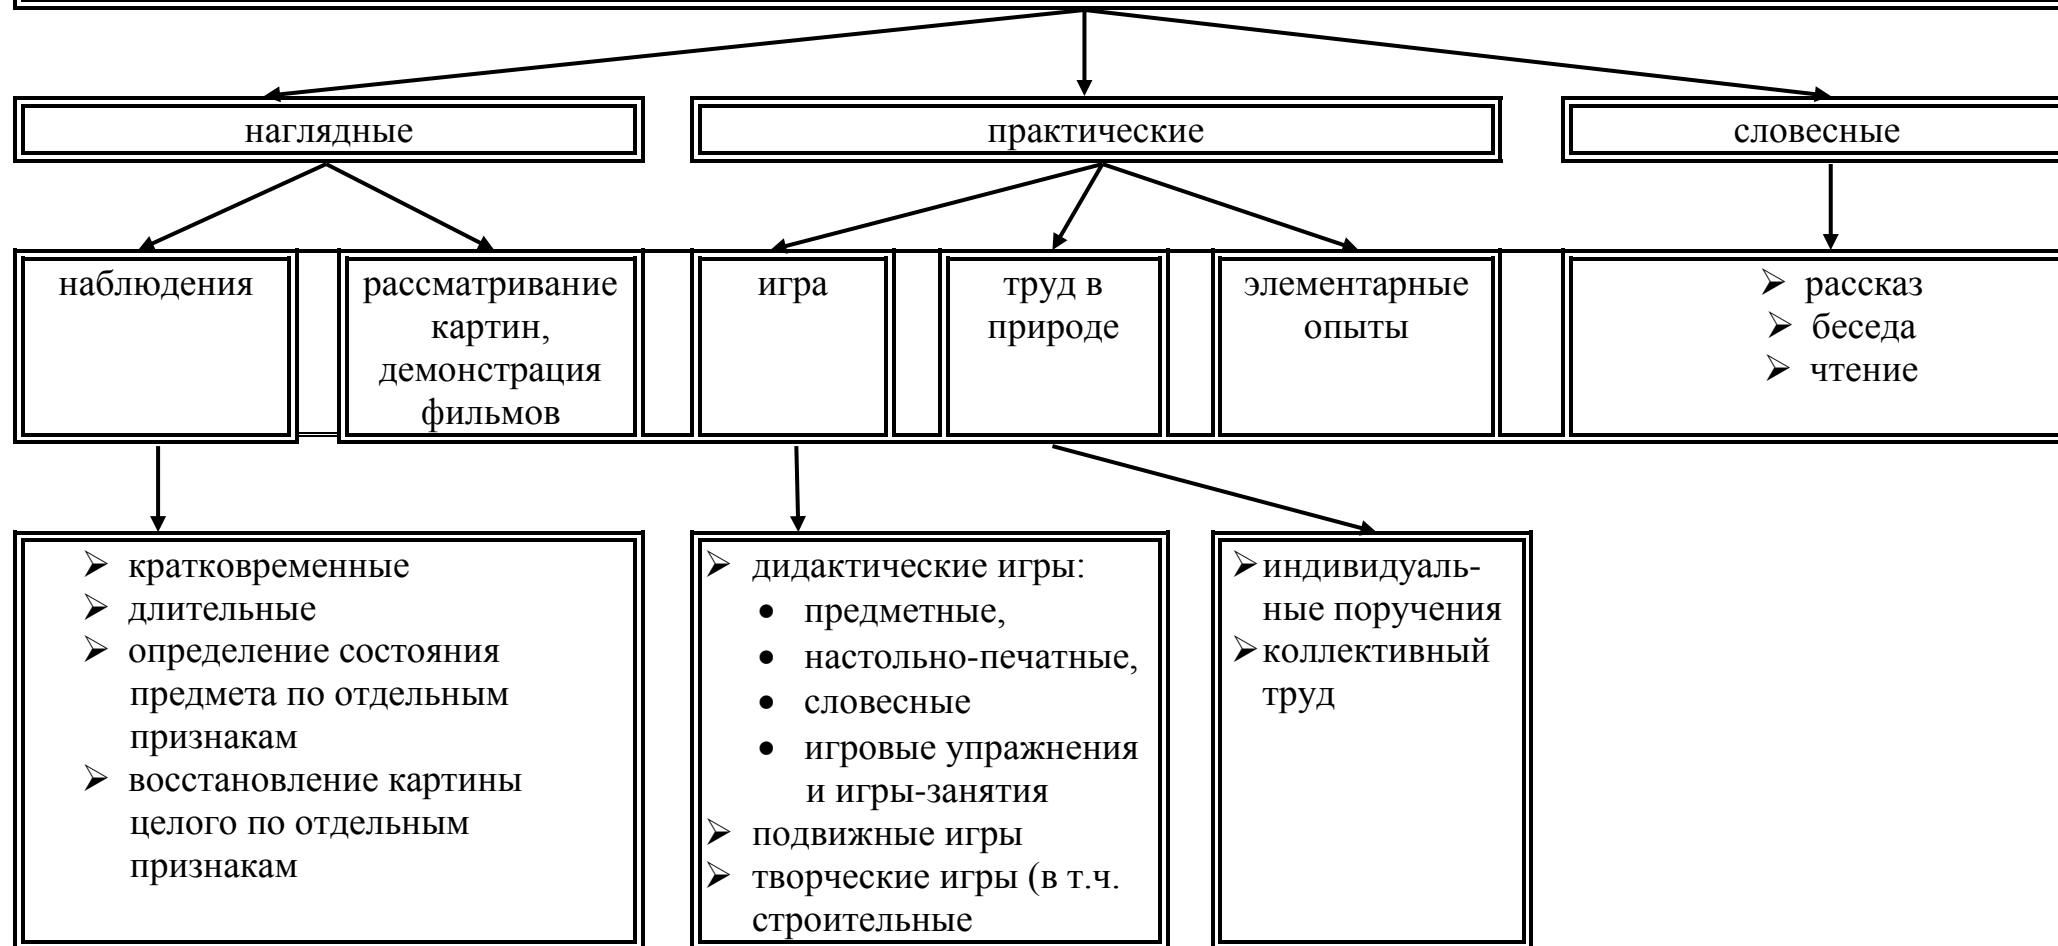 наглядные
практические
словесные
наблюдения
рассматривание
картин,
демонстрация
фильмов
игра
труд в
природе
элементарные
опыты
➢ рассказ
➢ беседа
➢ чтение
➢ кратковременные
➢ длительные
➢ определение состояния
предмета по отдельным
признакам
➢ восстановление картины
целого по отдельным
признакам
➢ дидактические игры:
• предметные,
• настольно-печатные,
• словесные
• игровые упражнения
и игры-занятия
➢ подвижные игры
➢ творческие игры (в т.ч.
строительные
➢ индивидуаль-
ные поручения
➢ коллективный
труд